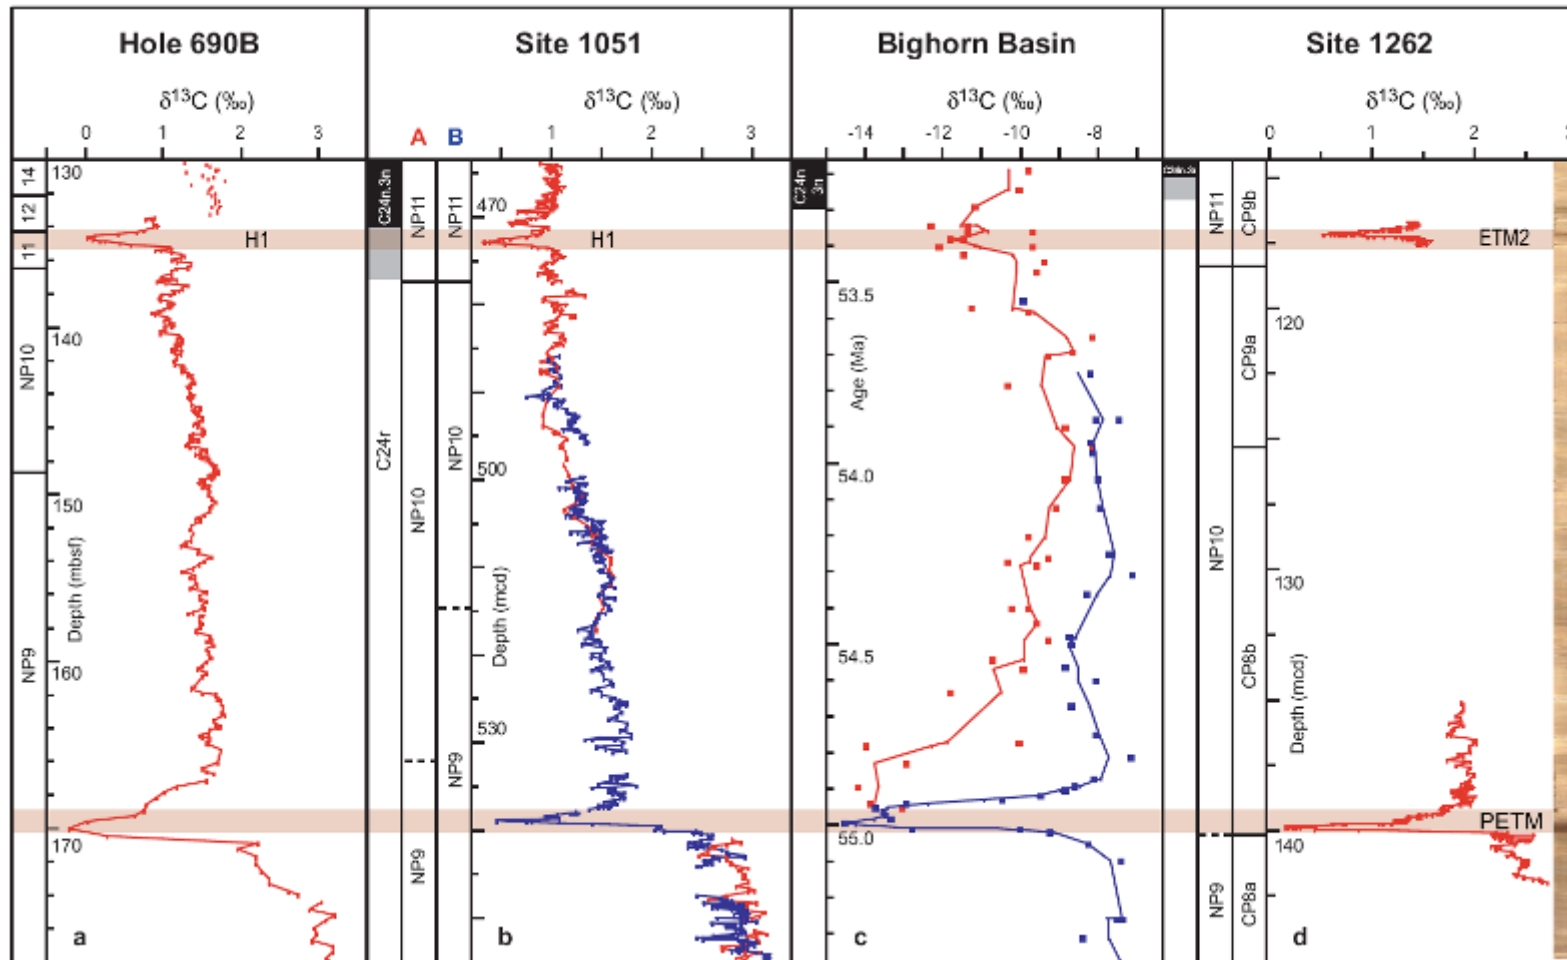 Hole 690B
δ13C (‰)
0 1 2 3
14
12
11
NP10
NP9
130
140
150
160
170
Depth (mbsf)
H1
a
Site 1051
δ13C (‰)
A B
1 2 3
C24n.3n
C24r
NP11
NP10
NP9
NP11
NP10
NP9
470
500
530
Depth (mcd)
H1
b
Bighorn Basin
δ13C (‰)
-14 -12 -10 -8
C24n
3n
53.5
54.0
54.5
55.0
Age (Ma)
c
Site 1262
δ13C (‰)
0 1 2
NP11
NP10
NP9
CP9b
CP9a
CP8b
CP8a
120
130
140
Depth (mcd)
ETM2
PETM
d